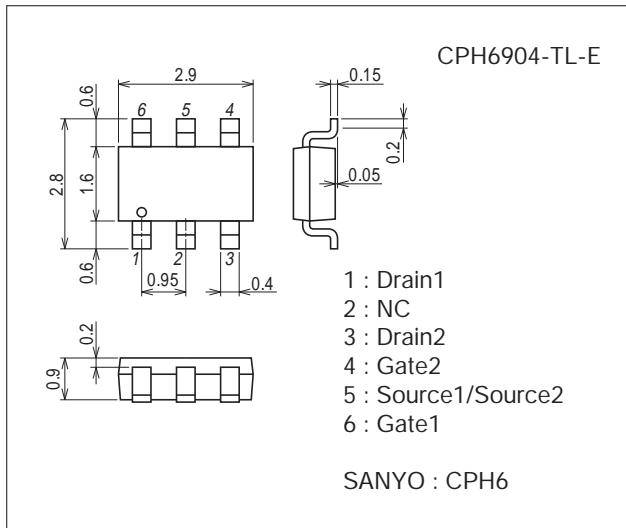 CPH6904-TL-E
2.9
0.15
0.6
6 5 4
0.2
2.8
1.6
0.05
0.6
1 2 3
0.95
0.4
0.2
0.9
1 : Drain1
2 : NC
3 : Drain2
4 : Gate2
5 : Source1/Source2
6 : Gate1
SANYO : CPH6